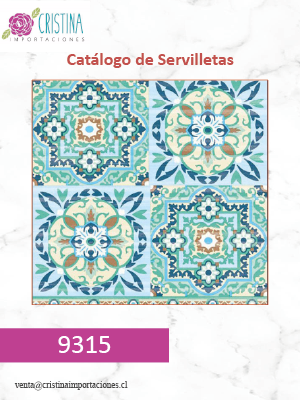 CRISTINA
IMPORTACIONES
Catálogo de Servilletas
9315
venta@cristinaimportaciones.cl